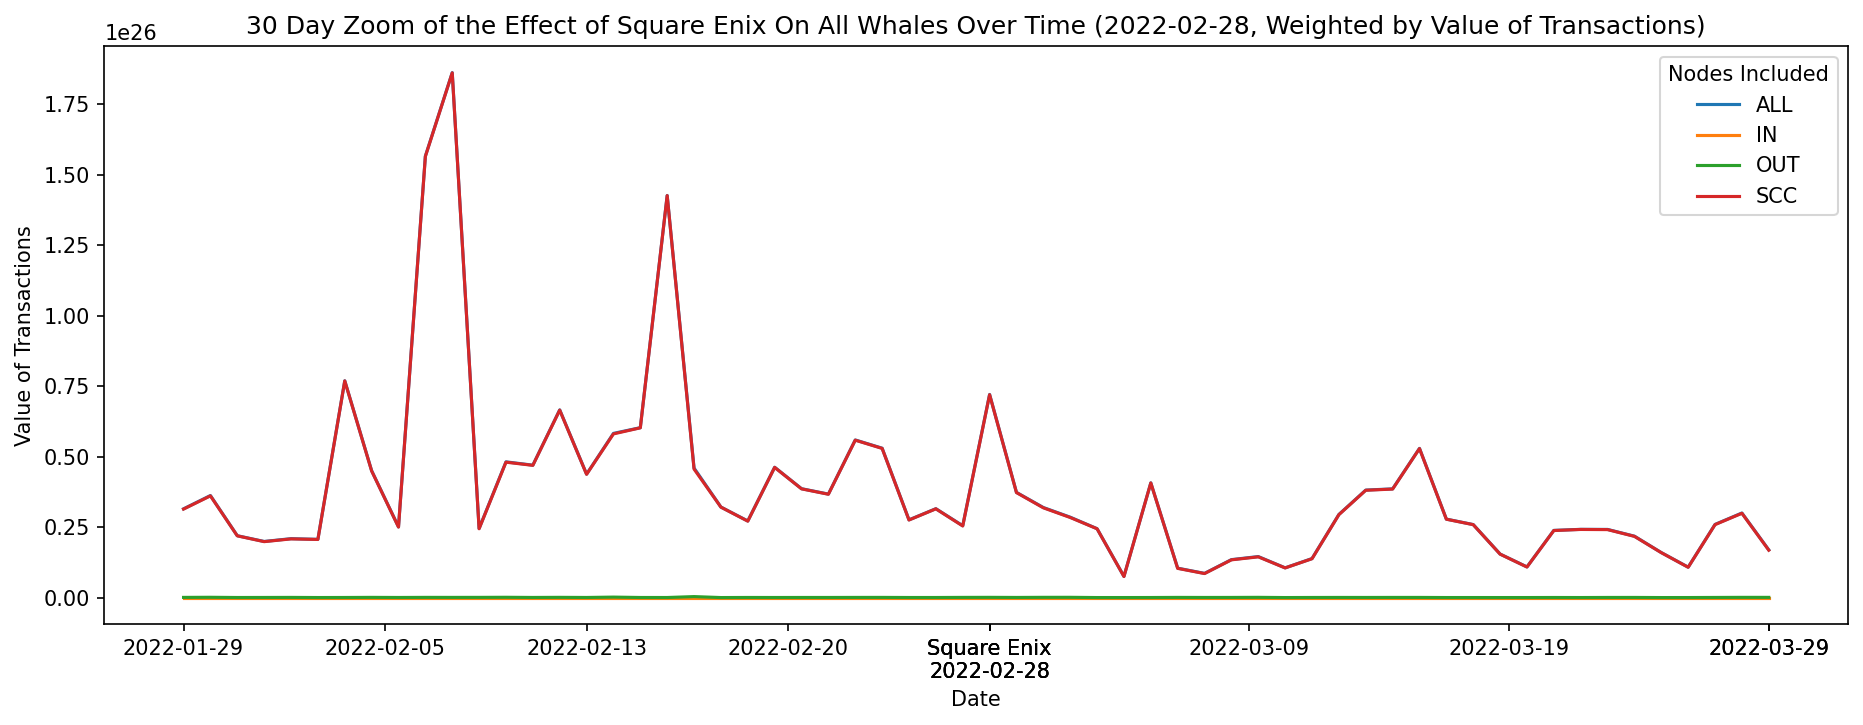 30 Day Zoom of the Effect of Square Enix On All Whales Over Time (2022-02-28, Weighted by Value of Transactions)
1e26
Nodes Included
ALL
IN
OUT
SCC
1.75
1.50
1.25
1.00
0.75
0.50
0.25
0.00
Value of Transactions
2022-01-29 2022-02-05 2022-02-13 2022-02-20 Square Enix 2022-03-09 2022-03-19 2022-03-29
2022-02-28
Date